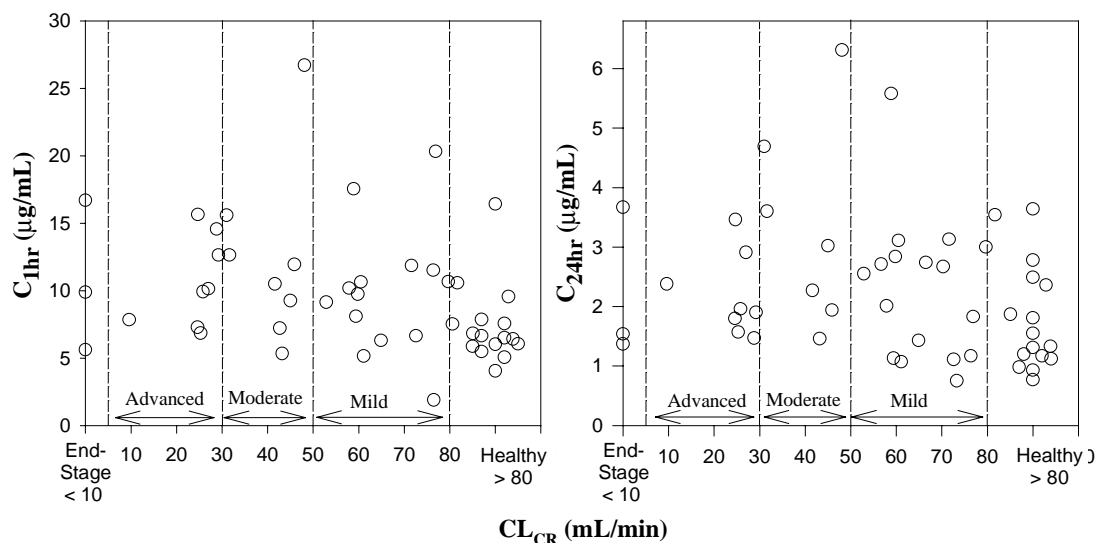 30
25
20
15
10
5
0
C1hr (µg/mL)
Advanced
Moderate
Mild
End-
Stage
< 10
10
20
30
40
50
60
70
80
Healthy
> 80
6
5
4
3
2
1
0
C24hr (µg/mL)
Advanced
Moderate
Mild
End-
Stage
< 10
10
20
30
40
50
60
70
80
Healthy
> 80
CLCR (mL/min)